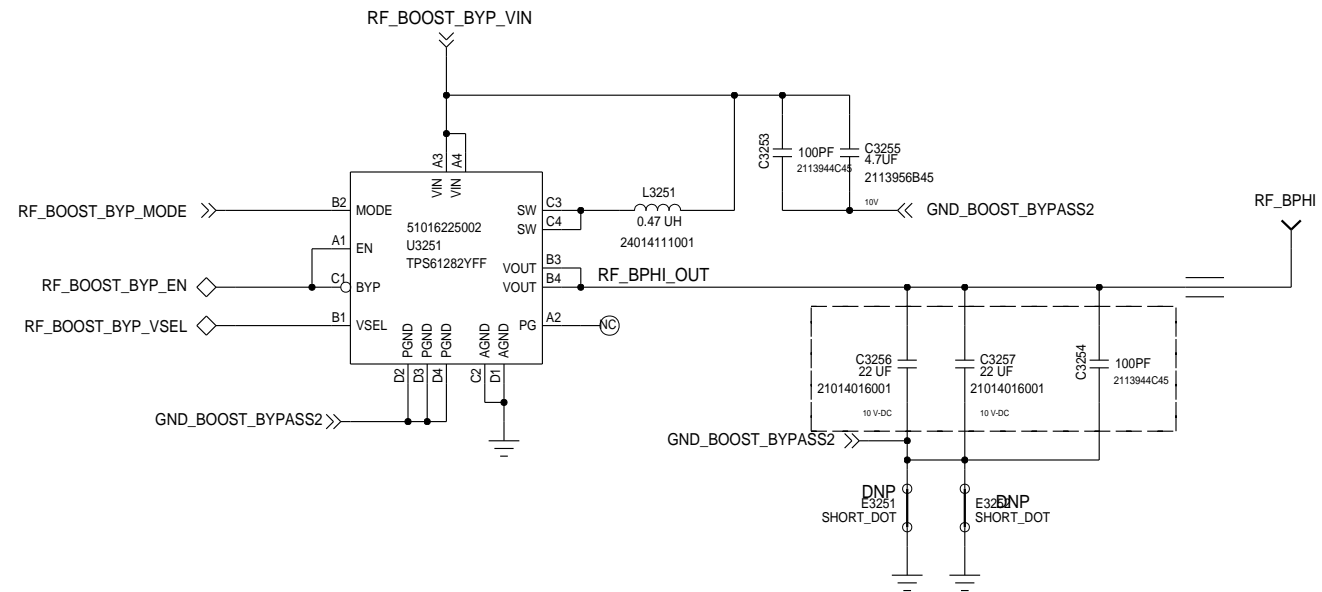 RF_BOOST_BYP_VIN
A3
A4
VIN
VIN
C3253
100PF
2113944C45
C3255
4.7UF
2113956B45
10V
GND_BOOST_BYPASS2
RF_BPHI
RF_BOOST_BYP_MODE
B2
MODE
51016225002
U3251
TPS61282YFF
SW
C3
SW
C4
L3251
0.47 UH
24014111001
A1
EN
VOUT
B3
VOUT
B4
RF_BPHI_OUT
RF_BOOST_BYP_EN
C1
BYP
RF_BOOST_BYP_VSEL
B1
VSEL
PG
A2
NC
PGND
PGND
PGND
AGND
AGND
D2
D3
D4
C2
D1
GND_BOOST_BYPASS2
C3256
22 UF
21014016001
10 V-DC
C3257
22 UF
21014016001
10 V-DC
C3254
100PF
2113944C45
GND_BOOST_BYPASS2
DNP
E3251
SHORT_DOT
DNP
SHORT_DOT